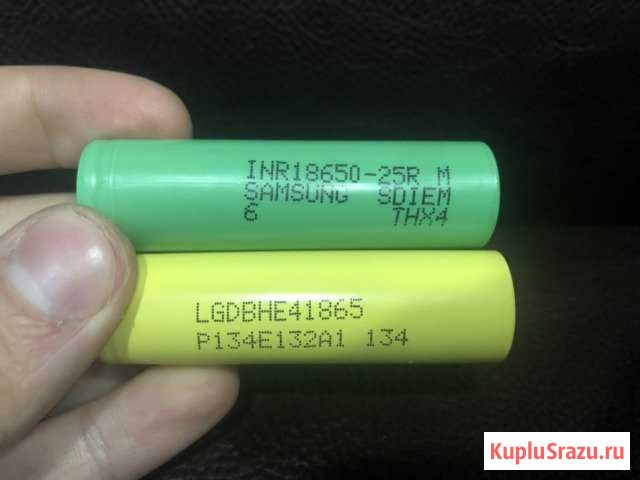 INR18650-25R M
SAMSUNG SDIEM
6 THX4
LGDBHE41865
P134E132A1 134
KupluSrazu.ru